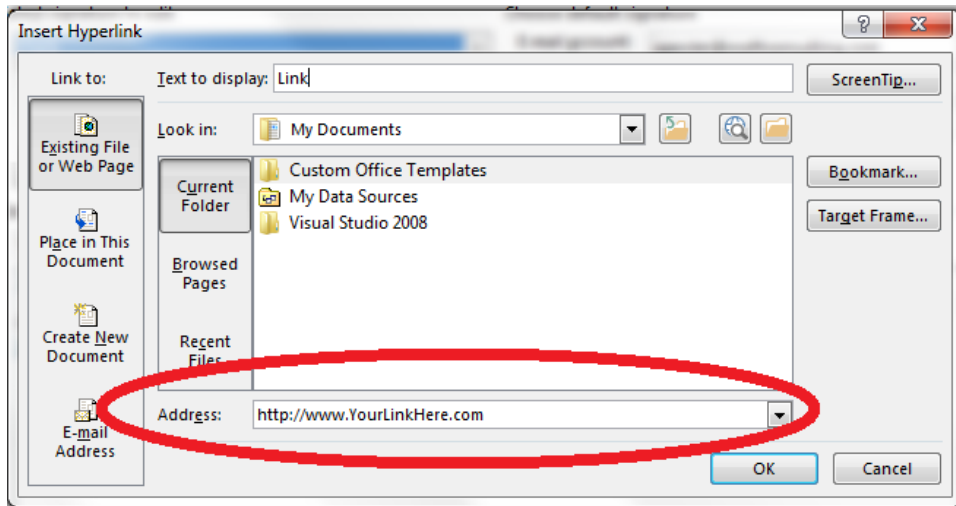 Insert Hyperlink
Link to:
Text to display: Link
ScreenTip...
Existing File
or Web Page
Look in: My Documents
Current
Folder
Custom Office Templates
My Data Sources
Visual Studio 2008
Bookmark...
Target Frame...
Place in This
Document
Browsed
Pages
Create New
Document
Recent
Files
Address: http://www.YourLinkHere.com
E-mail
Address
OK
Cancel